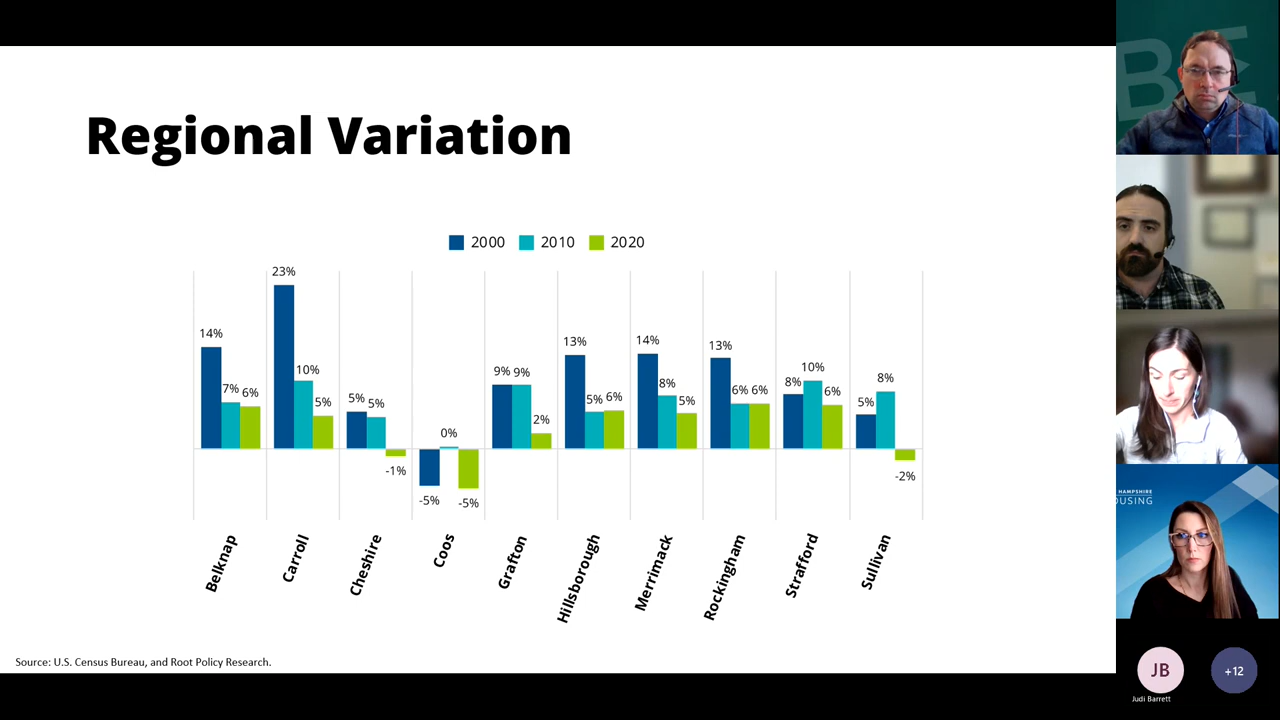 Regional Variation
2000 2010 2020
14% 7% 6%
23% 10% 5%
5% 5% -1%
-5% 0% -5%
9% 9% 2%
13% 5% 6%
14% 8% 5%
13% 6% 6%
8% 10% 6%
5% 8% -2%
Belknap
Carroll
Cheshire
Coos
Grafton
Hillsborough
Merrimack
Rockingham
Strafford
Sullivan
Source: U.S. Census Bureau, and Root Policy Research.
HAMPSHIRE
OUSING
JB
Judi Barrett
+12